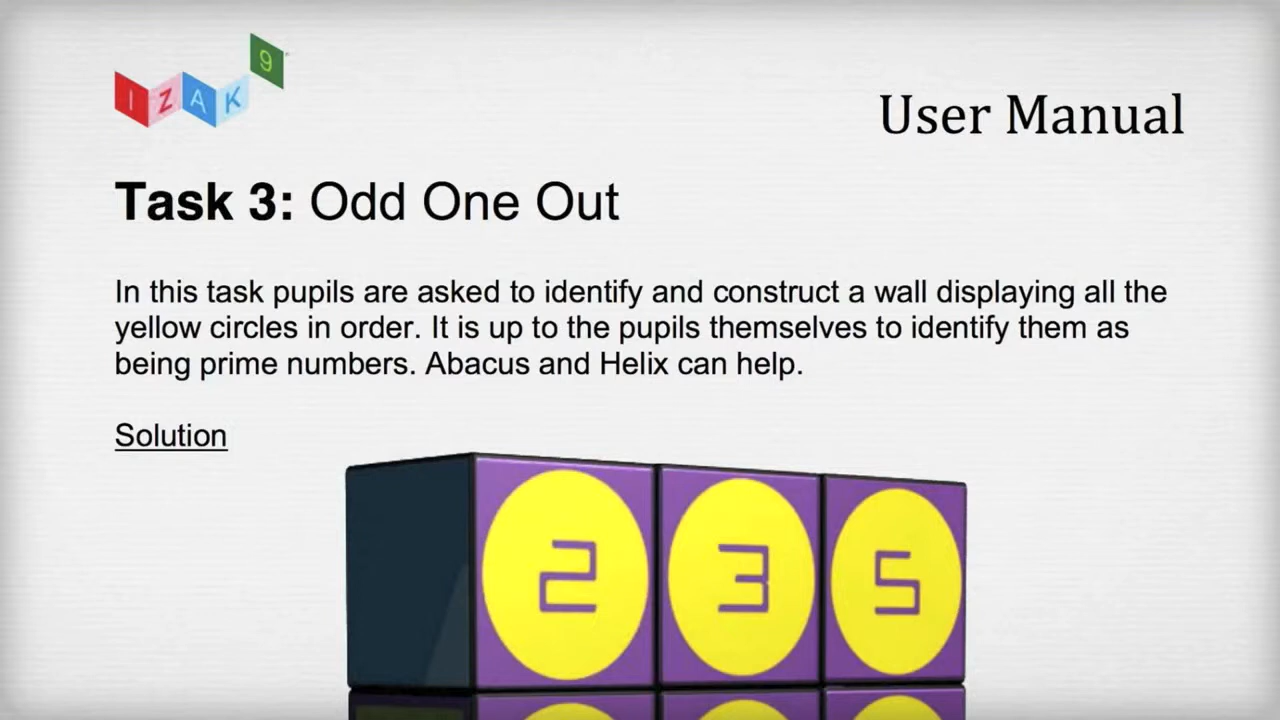 9
IZAK
User Manual
Task 3: Odd One Out
In this task pupils are asked to identify and construct a wall displaying all the
yellow circles in order. It is up to the pupils themselves to identify them as
being prime numbers. Abacus and Helix can help.
Solution
2 3 5